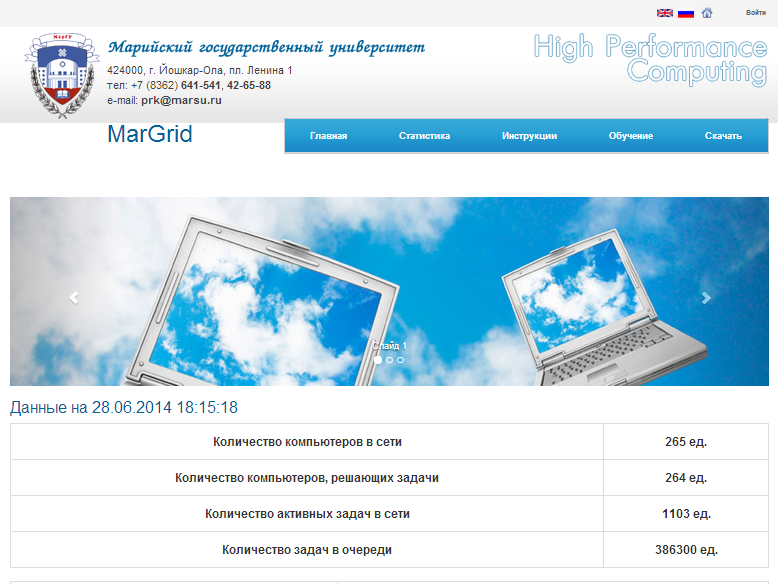 Войти
МарГУ
Марийский государственный университет
424000, г. Йошкар-Ола, пл. Ленина 1
тел: +7 (8362) 641-541, 42-65-88
e-mail: prk@marsu.ru
High Performance
Computing
MarGrid
Главная Статистика Инструкции Обучение Скачать
Слайд 1
Данные на 28.06.2014 18:15:18
Количество компьютеров в сети 265 ед.
Количество компьютеров, решающих задачи 264 ед.
Количество активных задач в сети 1103 ед.
Количество задач в очереди 386300 ед.